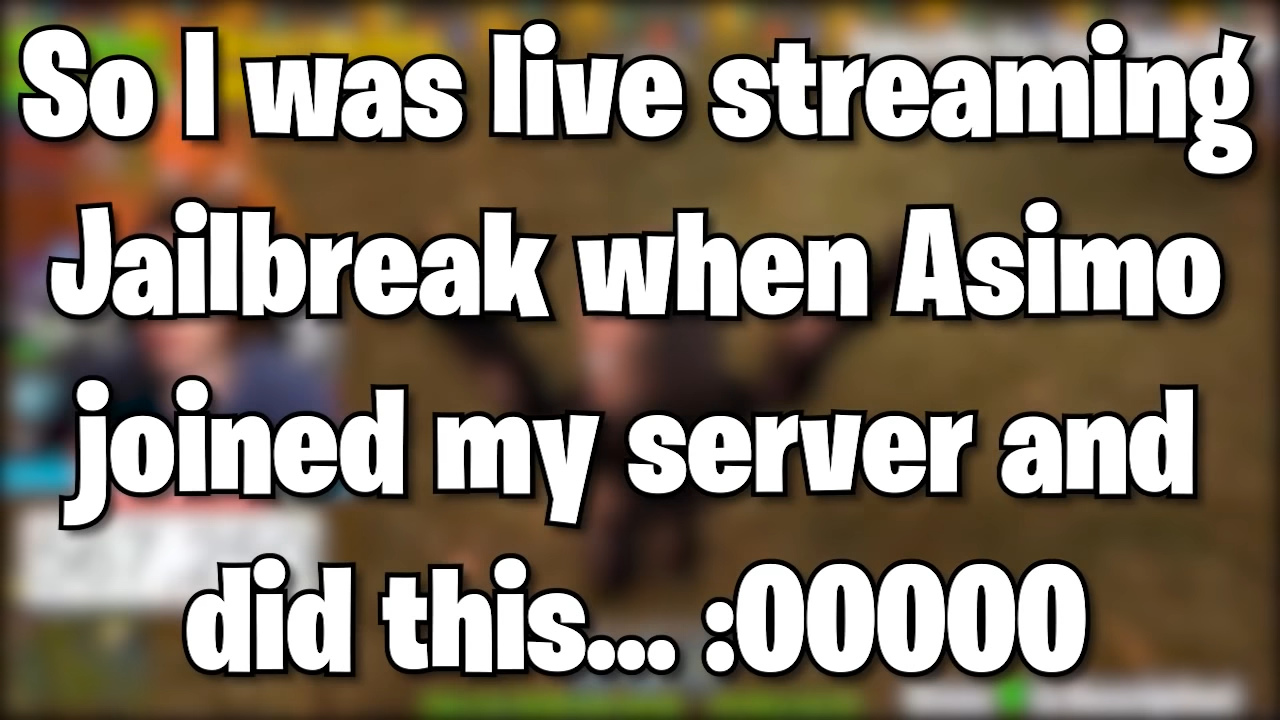 So I was live streaming
Jailbreak when Asimo
joined my server and
did this... :00000